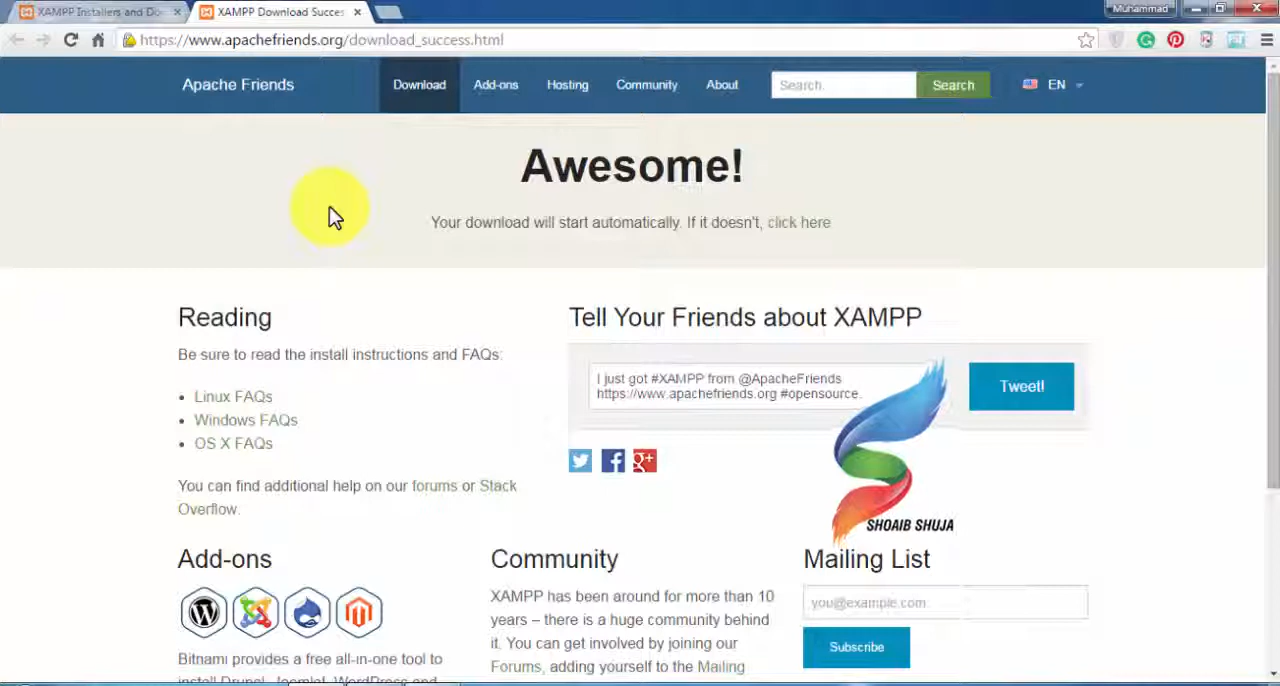 XAMPP Installers and Do
XAMPP Download Succes
Muhammad
https://www.apachefriends.org/download_success.html
Apache Friends
Download
Add-ons
Hosting
Community
About
Search.
Search
EN
Awesome!
Your download will start automatically. If it doesn't, click here
Reading
Be sure to read the install instructions and FAQs:
Linux FAQs
Windows FAQs
OS X FAQs
You can find additional help on our forums or Stack
Overflow.
Tell Your Friends about XAMPP
I just got #XAMPP from @ApacheFriends
https://www.apachefriends.org #opensource.
Tweet!
SHOAIB SHUJA
Add-ons
Bitnami provides a free all-in-one tool to
install Drupal, Joomla!, WordPress and
Community
XAMPP has been around for more than 10
years – there is a huge community behind
it. You can get involved by joining our
Forums, adding yourself to the Mailing
Mailing List
you@example.com
Subscribe